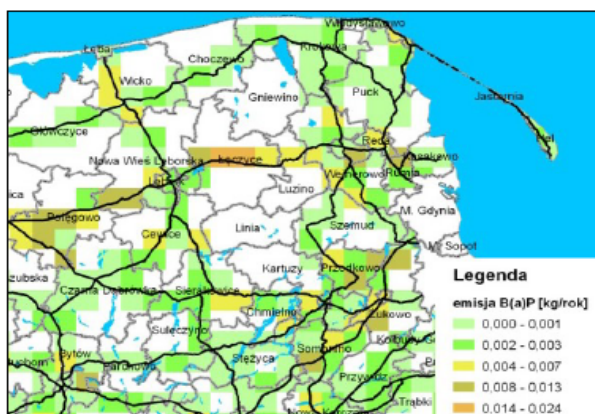 Władysławowo
Łeba
Choczewo
Krokowa
Wicko
Puck
Gniewino
Jastarnia
Główczyce
Hel
Reda
Nowa Wieś Lęborska
Łęczyce
Kosakowo
Rumia
Lębork
Wejherowo
Luzino
M. Gdynia
Potęgowo
Linia
Szemud
Cewice
M. Sopot
Kartuzy
Przodkowo
Legenda
Czarna Dąbrówka
Sierakowice
emisja B(a)P [kg/rok]
Chmielno
Żukowo
0,000 - 0,001
Sulęczyno
0,002 - 0,003
Stężyca
Somonino
0,004 - 0,007
Bytów
Parchowo
Przywidz
0,008 - 0,013
Trąbki
0,014 - 0,024